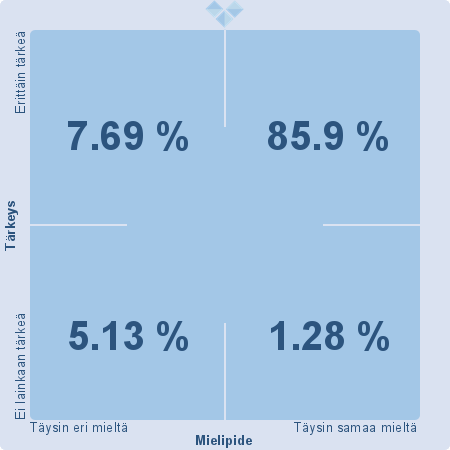 Erittäin tärkeä
7.69 %
85.9 %
Tärkeys
Ei lainkaan tärkeä
5.13 %
1.28 %
Täysin eri mieltä
Täysin samaa mieltä
Mielipide